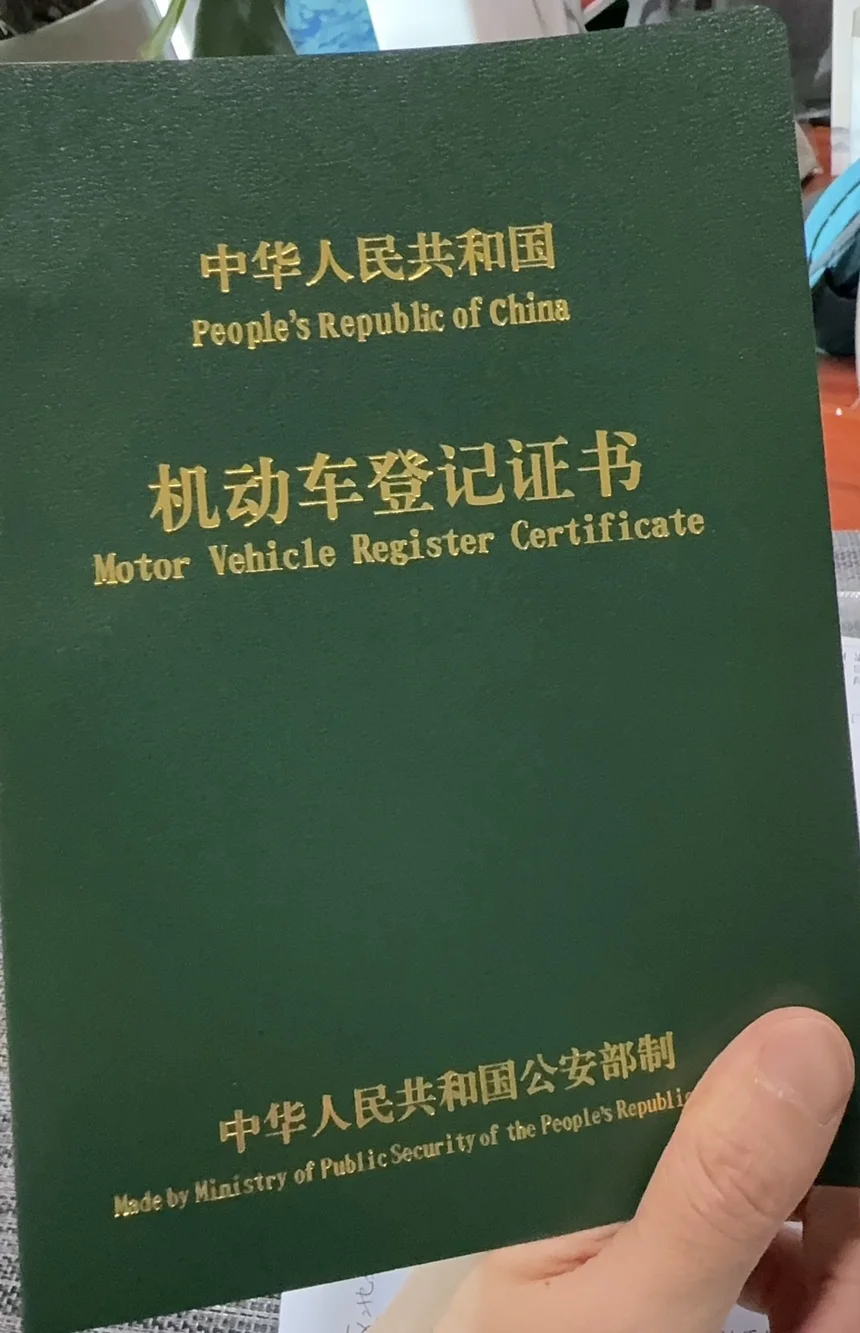 中华人民共和国
People's Republic of China
机动车登记证书
Motor Vehicle Register Certificate
中华人民共和国公安部制
Made by Ministry of Public Security of the People's Republic